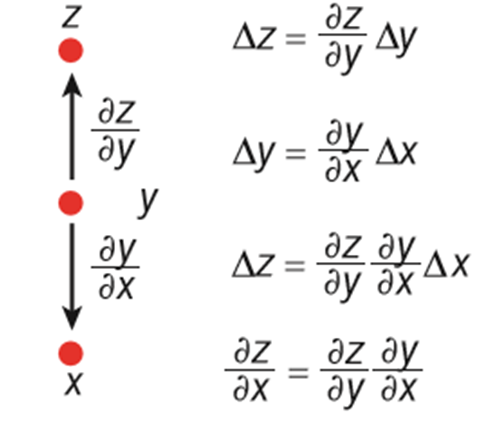 z
Δz = ∂z/∂y Δy
∂z/∂y
Δy = ∂y/∂x Δx
y
∂y/∂x
Δz = ∂z/∂y ∂y/∂x Δx
x
∂z/∂x = ∂z/∂y ∂y/∂x